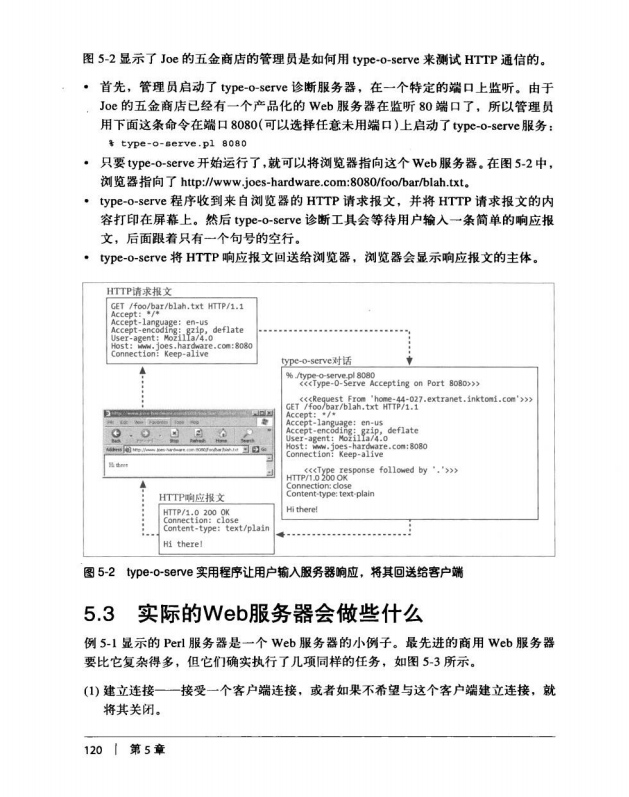 图 5-2 显示了 Joe 的五金商店的管理员是如何用 type-o-serve 来测试 HTTP 通信的。
• 首先，管理员启动了 type-o-serve 诊断服务器，在一个特定的端口上监听。由于
Joe 的五金商店已经有一个产品化的 Web 服务器在监听 80 端口了，所以管理员
用下面这条命令在端口 8080(可以选择任意未用端口)上启动了 type-o-serve 服务：
% type-o-serve.pl 8080
• 只要 type-o-serve 开始运行了，就可以将浏览器指向这个 Web 服务器。在图 5-2 中，
浏览器指向了 http://www.joes-hardware.com:8080/foo/bar/blah.txt。
• type-o-serve 程序收到来自浏览器的 HTTP 请求报文，并将 HTTP 请求报文的内
容打印在屏幕上。然后 type-o-serve 诊断工具会等待用户输入一条简单的响应报
文，后面跟着只有一个句号的空行。
• type-o-serve 将 HTTP 响应报文回送给浏览器，浏览器会显示响应报文的主体。
HTTP请求报文
GET /foo/bar/blah.txt HTTP/1.1
Accept: */*
Accept-language: en-us
Accept-encoding: gzip, deflate
User-agent: Mozilla/4.0
Host: www.joes.hardware.com:8080
Connection: Keep-alive
type-o-serve对话
% ./type-o-serve.pl 8080
<<<Type-O-Serve Accepting on Port 8080>>>
<<<Request From 'home-44-027.extranet.inktomi.com'>>>
GET /foo/bar/blah.txt HTTP/1.1
Accept: */*
Accept-language: en-us
Accept-encoding: gzip, deflate
User-agent: Mozilla/4.0
Host: www.joes-hardware.com:8080
Connection: Keep-alive
<<<Type response followed by '.'>>>
HTTP/1.0 200 OK
Connection: close
Content-type: text-plain
Hi there!
Hi there!
HTTP响应报文
HTTP/1.0 200 OK
Connection: close
Content-type: text/plain
Hi there!
图 5-2 type-o-serve 实用程序让用户输入服务器响应，将其回送给客户端
5.3 实际的Web服务器会做些什么
例 5-1 显示的 Perl 服务器是一个 Web 服务器的小例子。最先进的商用 Web 服务器
要比它复杂得多，但它们确实执行了几项同样的任务，如图 5-3 所示。
(1) 建立连接——接受一个客户端连接，或者如果不希望与这个客户端建立连接，就
将其关闭。
120 | 第 5 章